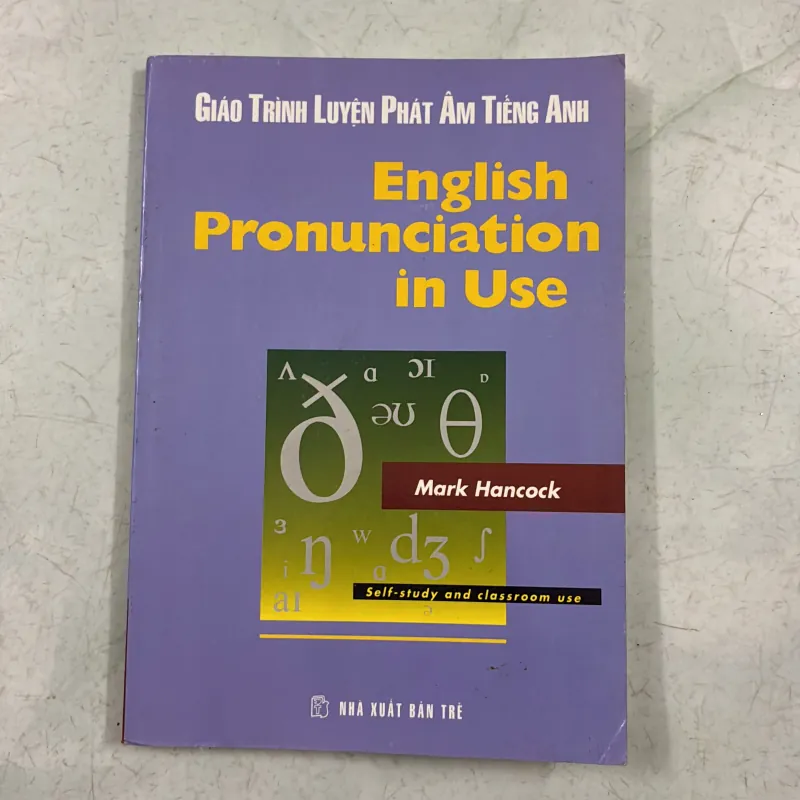 GIÁO TRÌNH LUYỆN PHÁT ÂM TIẾNG ANH
English
Pronunciation
in Use
ʌ ɑ ɔɪ ɒ
ð əʊ θ
Mark Hancock
ɜ ŋ w dʒ ʃ
i ɑ
Self-study and classroom use
aɪ ə
NHÀ XUẤT BẢN TRẺ